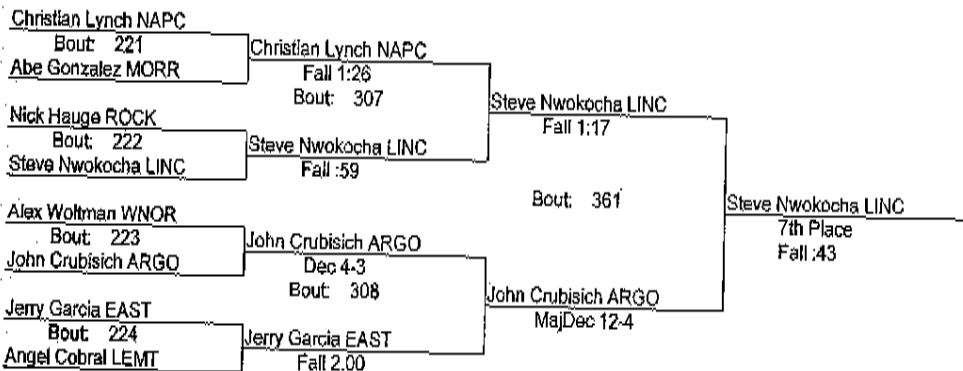 Christian Lynch NAPC
Bout: 221
Abe Gonzalez MORR
Nick Hauge ROCK
Bout: 222
Steve Nwokocha LINC
Alex Woltman WNOR
Bout: 223
John Crubisich ARGO
Jerry Garcia EAST
Bout: 224
Angel Cobral LEMT
Christian Lynch NAPC
Fall 1:26
Bout: 307
Steve Nwokocha LINC
Fall :59
John Crubisich ARGO
Dec 4-3
Bout: 308
Jerry Garcia EAST
Fall 2:00
Steve Nwokocha LINC
Fall 1:17
Bout: 361
John Crubisich ARGO
MajDec 12-4
Steve Nwokocha LINC
7th Place
Fall :43